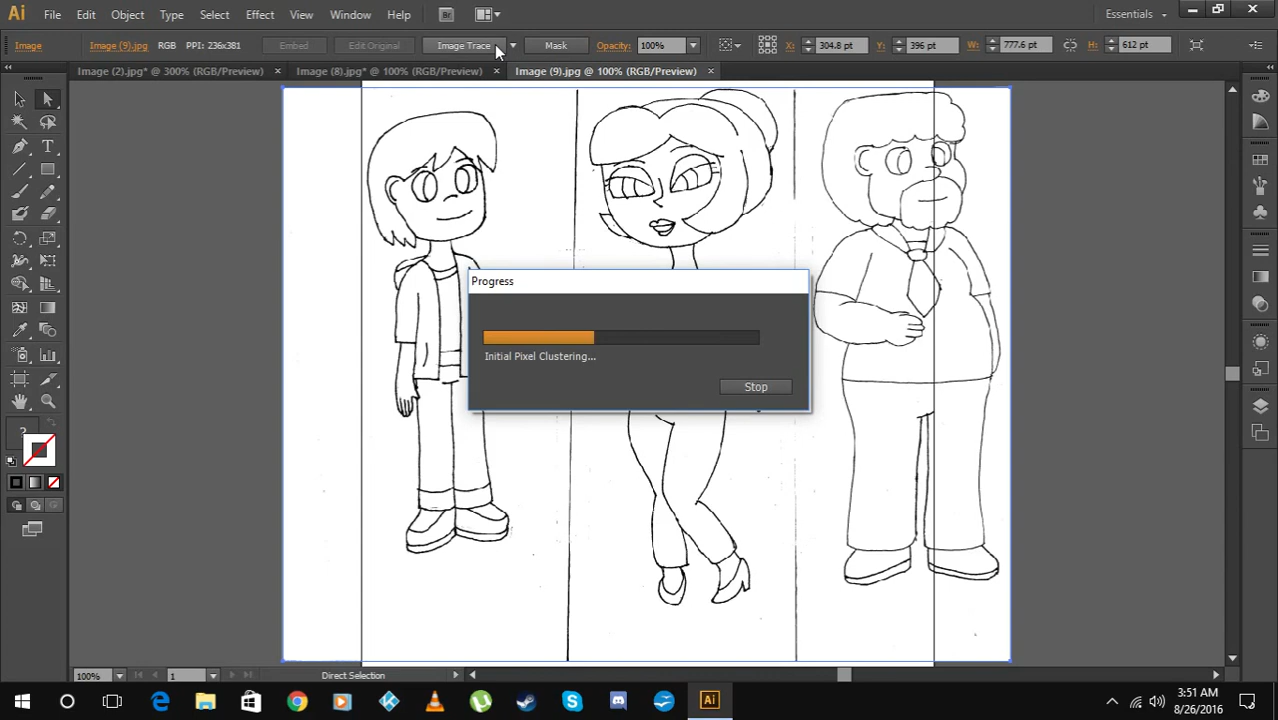 Ai File Edit Object Type Select Effect View Window Help Br Essentials
Image Image (9).jpg RGB PPI: 236x381 Embed Edit Original Image Trace Mask Opacity: 100% X: 304.8 pt Y: 396 pt W: 777.6 pt H: 612 pt
Image (2).jpg* @ 300% (RGB/Preview) × Image (8).jpg* @ 100% (RGB/Preview) × Image (9).jpg @ 100% (RGB/Preview) ×
Progress
Initial Pixel Clustering...
Stop
?
100% 1 Direct Selection
Ai 3:51 AM
8/26/2016